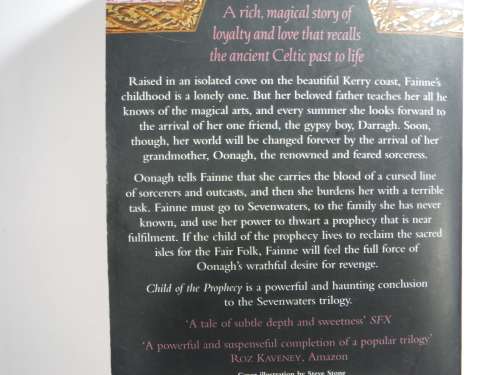 A rich, magical story of
loyalty and love that recalls
the ancient Celtic past to life
Raised in an isolated cove on the beautiful Kerry coast, Fainne's
childhood is a lonely one. But her beloved father teaches her all he
knows of the magical arts, and every summer she looks forward to
the arrival of her one friend, the gypsy boy, Darragh. Soon,
though, her world will be changed forever by the arrival of her
grandmother, Oonagh, the renowned and feared sorceress.
Oonagh tells Fainne that she carries the blood of a cursed line
of sorcerers and outcasts, and then she burdens her with a terrible
task. Fainne must go to Sevenwaters, to the family she has never
known, and use her power to thwart a prophecy that is near
fulfilment. If the child of the prophecy lives to reclaim the sacred
isles for the Fair Folk, Fainne will feel the full force of
Oonagh's wrathful desire for revenge.
Child of the Prophecy is a powerful and haunting conclusion
to the Sevenwaters trilogy.
'A tale of subtle depth and sweetness' SFX
'A powerful and suspenseful completion of a popular trilogy'
ROZ KAVENEY, Amazon
Cover illustration by Steve Stone